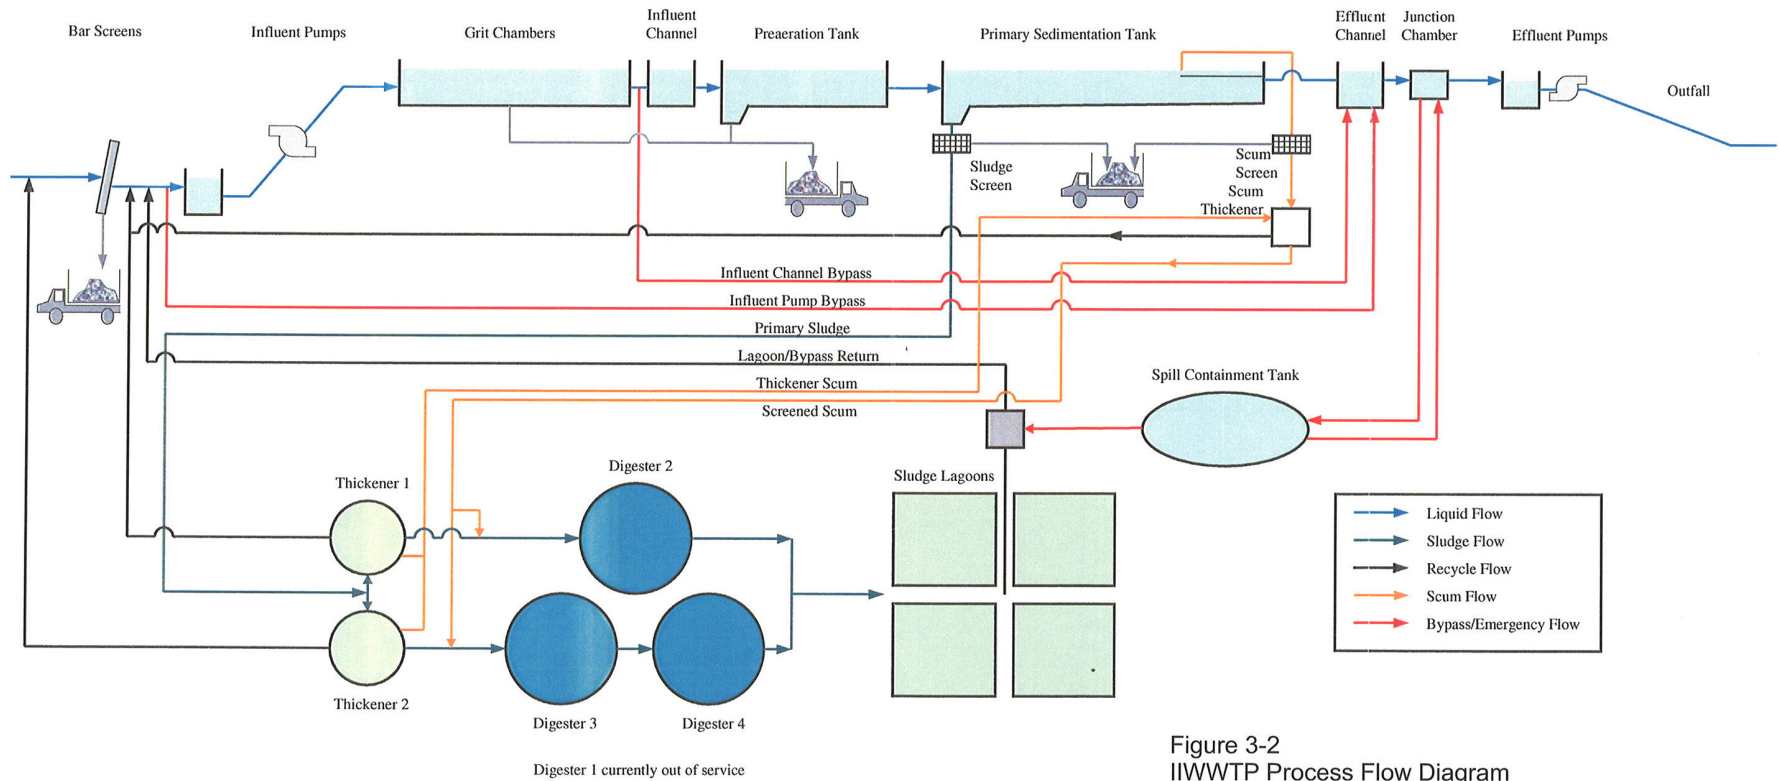 Bar Screens
Influent Pumps
Grit Chambers
Influent
Channel
Preaeration Tank
Primary Sedimentation Tank
Effluent
Channel
Junction
Chamber
Effluent Pumps
Outfall
Sludge
Screen
Scum
Screen
Scum
Thickener
Influent Channel Bypass
Influent Pump Bypass
Primary Sludge
Lagoon/Bypass Return
Thickener Scum
Screened Scum
Spill Containment Tank
Thickener 1
Digester 2
Sludge Lagoons
Thickener 2
Digester 3
Digester 4
Digester 1 currently out of service
Liquid Flow
Sludge Flow
Recycle Flow
Scum Flow
Bypass/Emergency Flow
Figure 3-2
IIWWTP Process Flow Diagram